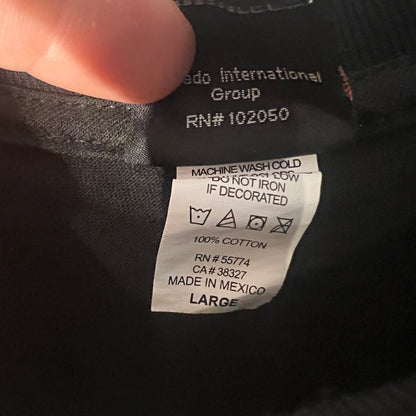 International
Group
RN# 102050
MACHINE WASH COLD
LOW
DO NOT IRON
IF DECORATED
100% COTTON
RN # 55774
CA # 38327
MADE IN MEXICO
LARGE